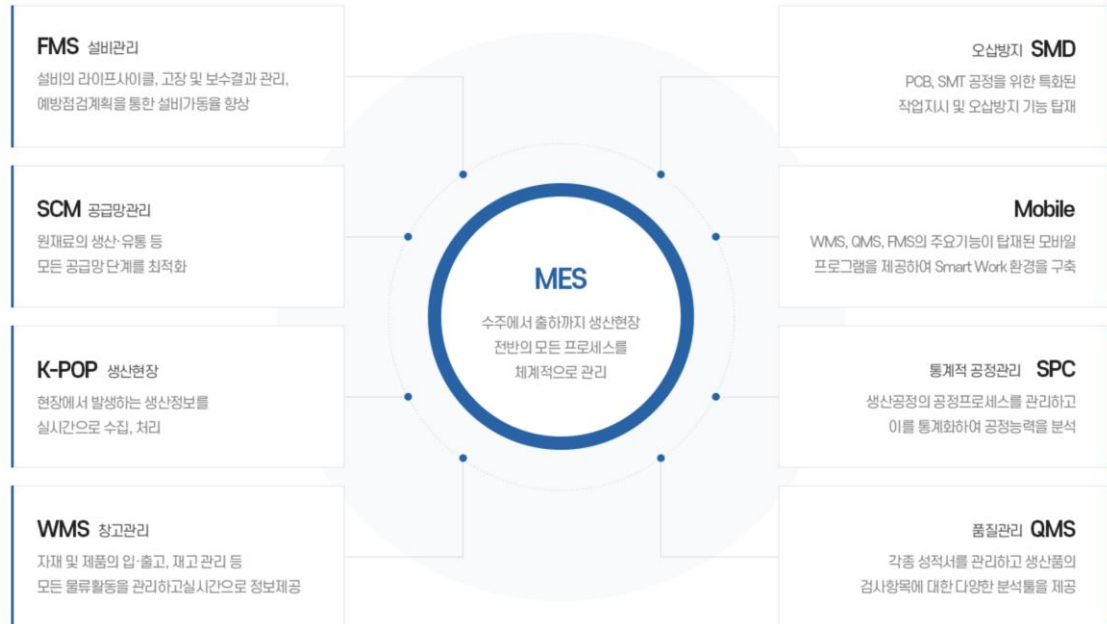 FMS 설비관리
설비의 라이프사이클, 고장 및 보수결과 관리,
예방점검계획을 통한 설비가동율 향상
SCM 공급망관리
원재료의 생산·유통 등
모든 공급망 단계를 최적화
K-POP 생산현장
현장에서 발생하는 생산정보를
실시간으로 수집, 처리
WMS 창고관리
자재 및 제품의 입·출고, 재고 관리 등
모든 물류활동을 관리하고실시간으로 정보제공
MES
수주에서 출하까지 생산현장
전반의 모든 프로세스를
체계적으로 관리
오삽방지 SMD
PCB, SMT 공정을 위한 특화된
작업지시 및 오삽방지 기능 탑재
Mobile
WMS, QMS, FMS의 주요기능이 탑재된 모바일
프로그램을 제공하여 Smart Work 환경을 구축
통계적 공정관리 SPC
생산공정의 공정프로세스를 관리하고
이를 통계화하여 공정능력을 분석
품질관리 QMS
각종 성적서를 관리하고 생산품의
검사항목에 대한 다양한 분석툴을 제공